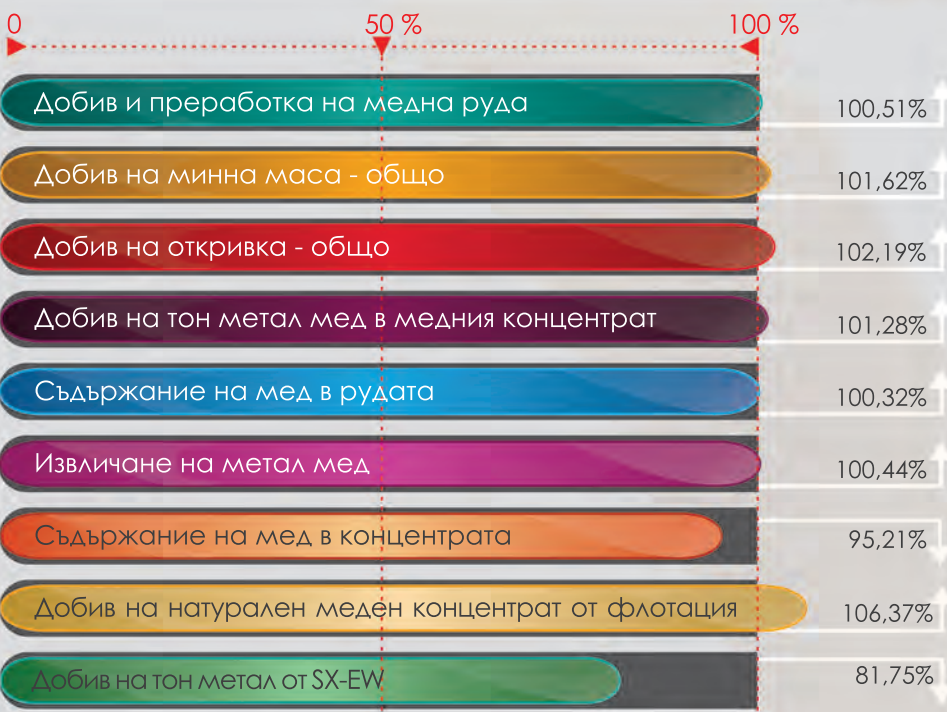 0 50 % 100 %
Добив и преработка на медна руда 100,51%
Добив на минна маса - общо 101,62%
Добив на откривка - общо 102,19%
Добив на тон метал мед в медния концентрат 101,28%
Съдържание на мед в рудата 100,32%
Извличане на метал мед 100,44%
Съдържание на мед в концентрата 95,21%
Добив на натурален меден концентрат от флотация 106,37%
Добив на тон метал от SX-EW 81,75%